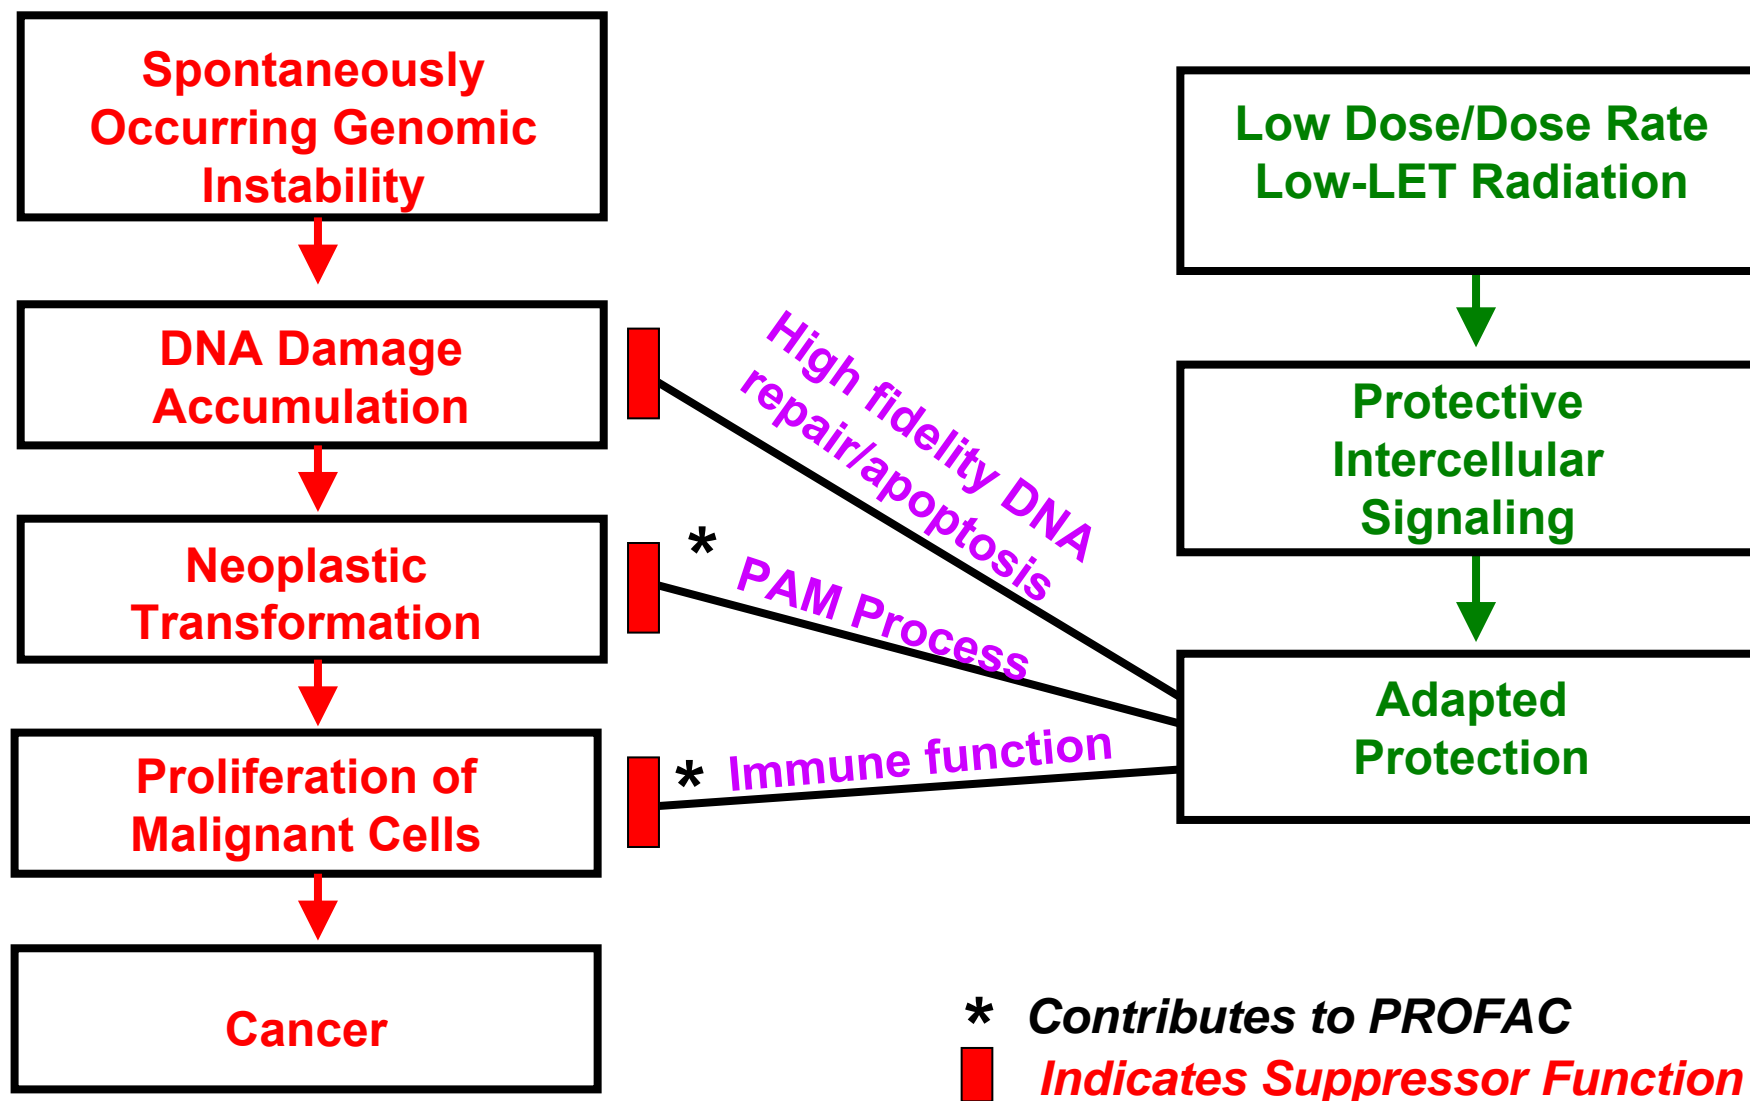 Spontaneously
Occurring Genomic
Instability
DNA Damage
Accumulation
Neoplastic
Transformation
Proliferation of
Malignant Cells
Cancer
High fidelity DNA
repair/apoptosis
* PAM Process
* Immune function
Low Dose/Dose Rate
Low-LET Radiation
Protective
Intercellular
Signaling
Adapted
Protection
* Contributes to PROFAC
Indicates Suppressor Function